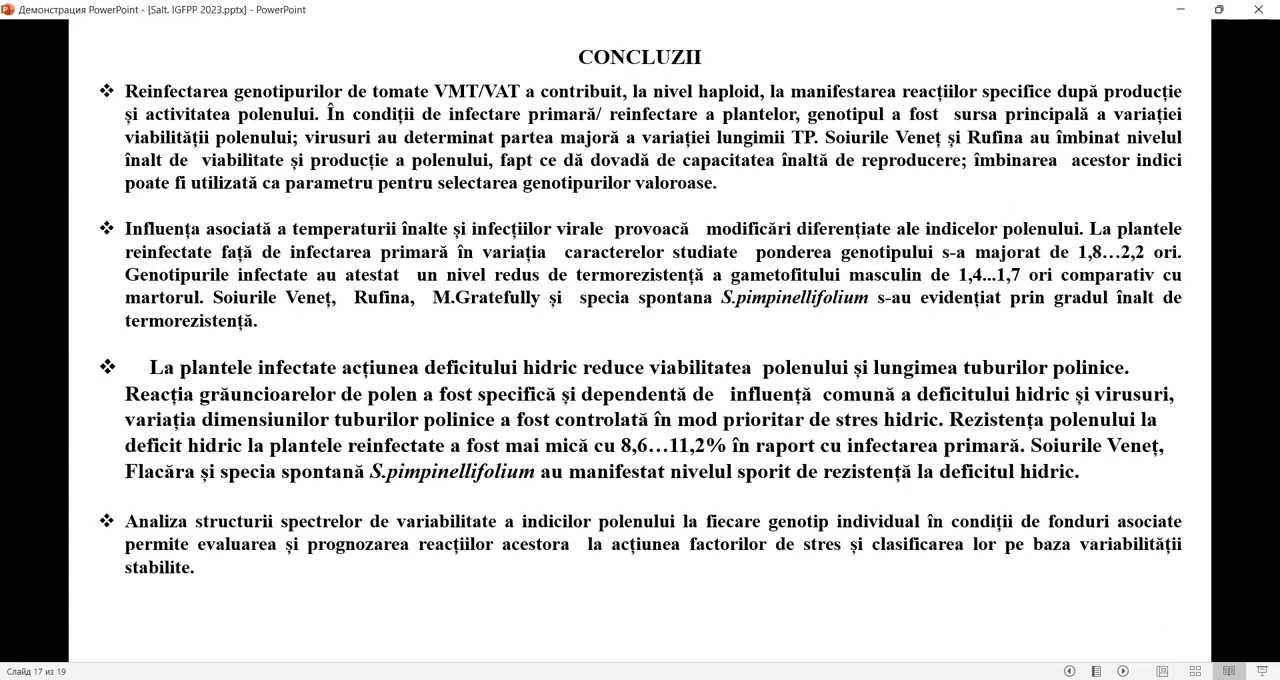 Демонстрация PowerPoint - [Salt. IGFPP 2023.pptx] - PowerPoint
CONCLUZII
❖ Reinfectarea genotipurilor de tomate VMT/VAT a contribuit, la nivel haploid, la manifestarea reacțiilor specifice după producție
și activitatea polenului. În condiții de infectare primară/ reinfectare a plantelor, genotipul a fost sursa principală a variației
viabilității polenului; virusuri au determinat partea majoră a variației lungimii TP. Soiurile Veneț și Rufina au îmbinat nivelul
înalt de viabilitate și producție a polenului, fapt ce dă dovadă de capacitatea înaltă de reproducere; îmbinarea acestor indici
poate fi utilizată ca parametru pentru selectarea genotipurilor valoroase.
❖ Influența asociată a temperaturii înalte și infecțiilor virale provoacă modificări diferențiate ale indicelor polenului. La plantele
reinfectate față de infectarea primară în variația caracterelor studiate ponderea genotipului s-a majorat de 1,8…2,2 ori.
Genotipurile infectate au atestat un nivel redus de termorezistență a gametofitului masculin de 1,4...1,7 ori comparativ cu
martorul. Soiurile Veneț, Rufina, M.Gratefully și specia spontana S.pimpinellifolium s-au evidențiat prin gradul înalt de
termorezistență.
❖ La plantele infectate acțiunea deficitului hidric reduce viabilitatea polenului și lungimea tuburilor polinice.
Reacția grăuncioarelor de polen a fost specifică și dependentă de influență comună a deficitului hidric și virusuri,
variația dimensiunilor tuburilor polinice a fost controlată în mod prioritar de stres hidric. Rezistența polenului la
deficit hidric la plantele reinfectate a fost mai mică cu 8,6…11,2% în raport cu infectarea primară. Soiurile Veneț,
Flacăra și specia spontană S.pimpinellifolium au manifestat nivelul sporit de rezistență la deficitul hidric.
❖ Analiza structurii spectrelor de variabilitate a indicilor polenului la fiecare genotip individual în condiții de fonduri asociate
permite evaluarea și prognozarea reacțiilor acestora la acțiunea factorilor de stres și clasificarea lor pe baza variabilității
stabilite.
Слайд 17 из 19